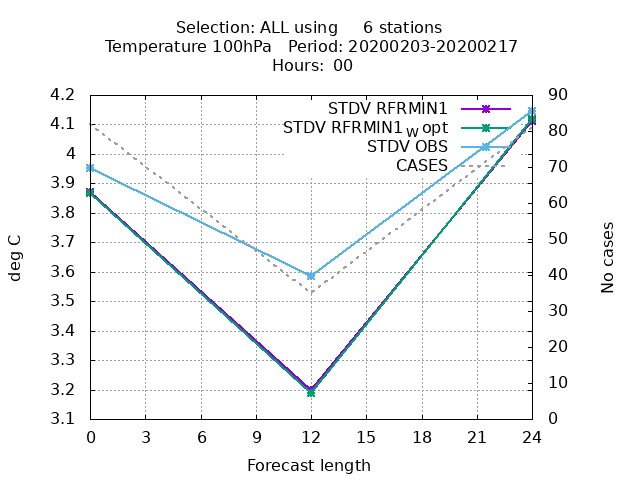 Selection: ALL using     6 stations
Temperature 100hPa   Period: 20200203-20200217
Hours:  00
STDV RFRMIN1
STDV RFRMIN1w opt
STDV OBS
CASES
4.2
4.1
4
3.9
3.8
3.7
3.6
3.5
3.4
3.3
3.2
3.1
90
80
70
60
50
40
30
20
10
0
deg C
No cases
0 3 6 9 12 15 18 21 24
Forecast length